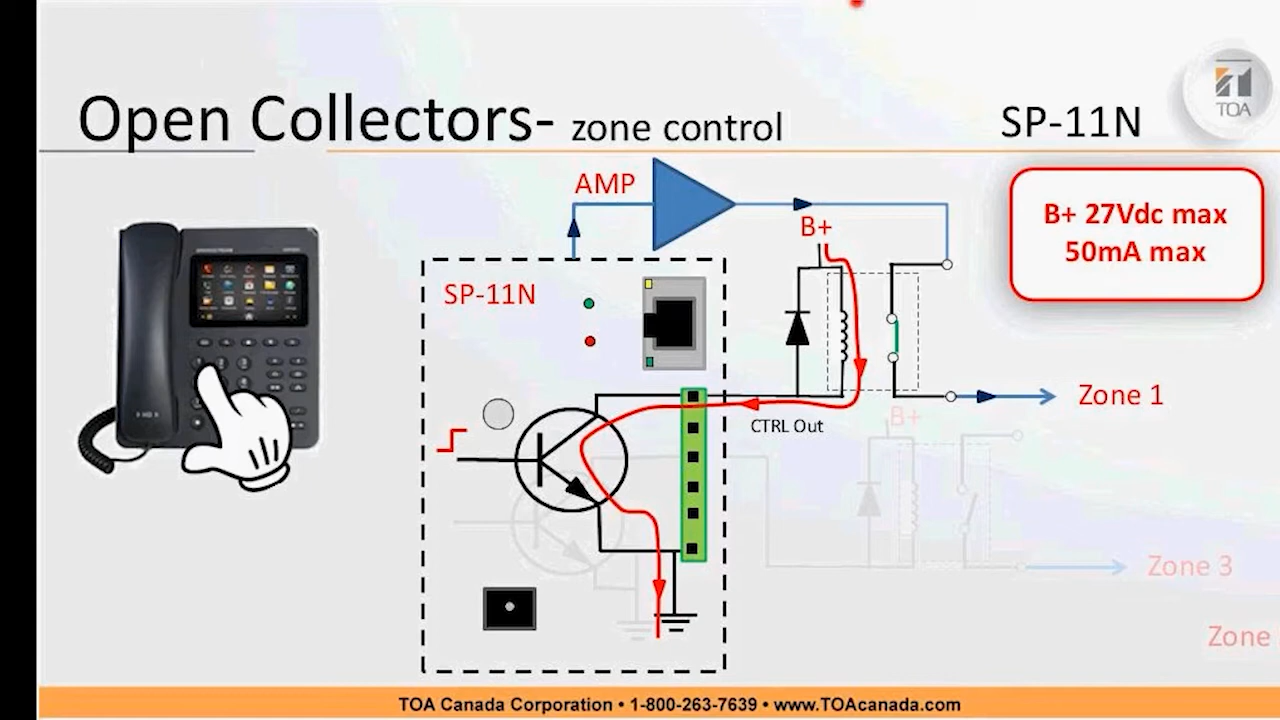 Open Collectors- zone control
SP-11N
TOA
AMP
B+
B+ 27Vdc max
50mA max
SP-11N
Zone 1
CTRL Out
B+
Zone 3
Zone
TOA Canada Corporation • 1-800-263-7639 • www.TOAcanada.com